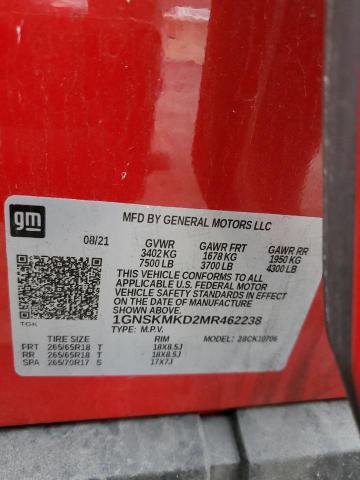 gm
MFD BY GENERAL MOTORS LLC
08/21 GVWR GAWR FRT GAWR RR
3402 KG 1678 KG 1950 KG
7500 LB 3700 LB 4300 LB
THIS VEHICLE CONFORMS TO ALL
APPLICABLE U.S. FEDERAL MOTOR
VEHICLE SAFETY STANDARDS IN EFFECT
ON THE DATE OF MANUFACTURE
SHOWN ABOVE.
1GNSKMKD2MR462238
TGK TYPE: M.P.V. MODEL: 28CK10706
TIRE SIZE RIM
FRT 265/65R18 T 18X8.5J
RR 265/65R18 T 18X8.5J
SPA 265/70R17 S 17X7J